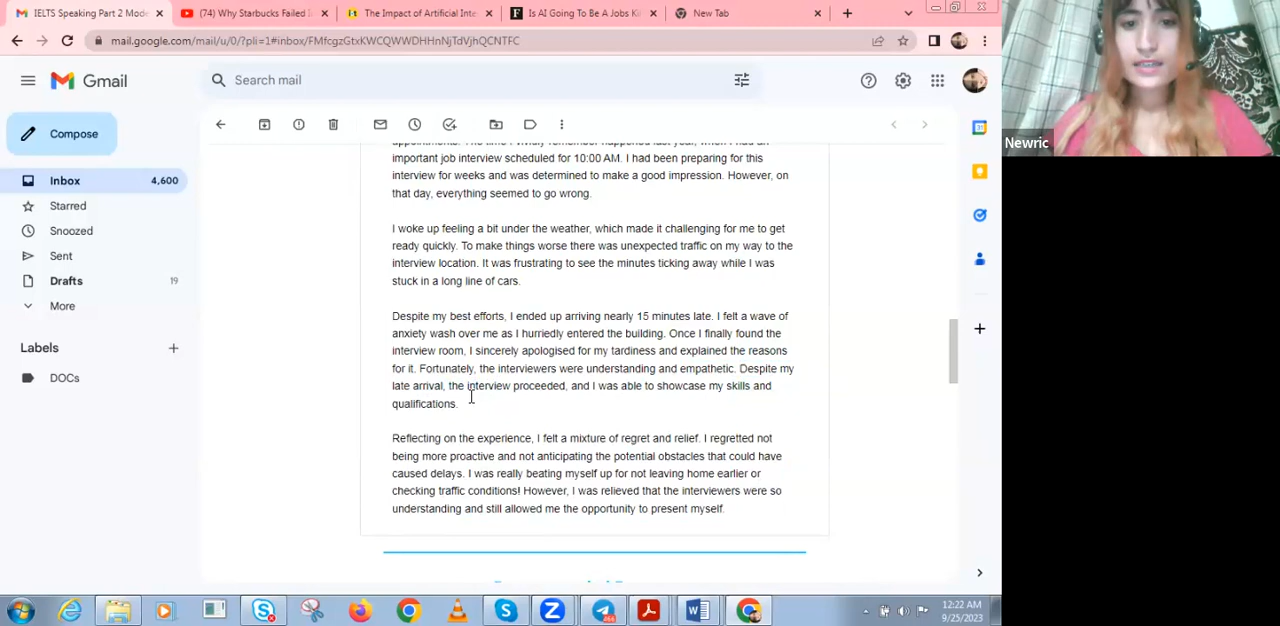 IELTS Speaking Part 2 Mode
(74) Why Starbucks Failed I
The Impact of Artificial Inte
Is AI Going To Be A Jobs Ki
New Tab
mail.google.com/mail/u/0/?pli=1#inbox/FMfcgzGtxKWCQWWDHHnNjTdVjhQCNTFC
Gmail
Search mail
Compose
Inbox 4,600
Starred
Snoozed
Sent
Drafts 19
More
Labels
DOCs
important job interview scheduled for 10:00 AM. I had been preparing for this
interview for weeks and was determined to make a good impression. However, on
that day, everything seemed to go wrong.
I woke up feeling a bit under the weather, which made it challenging for me to get
ready quickly. To make things worse there was unexpected traffic on my way to the
interview location. It was frustrating to see the minutes ticking away while I was
stuck in a long line of cars.
Despite my best efforts, I ended up arriving nearly 15 minutes late. I felt a wave of
anxiety wash over me as I hurriedly entered the building. Once I finally found the
interview room, I sincerely apologised for my tardiness and explained the reasons
for it. Fortunately, the interviewers were understanding and empathetic. Despite my
late arrival, the interview proceeded, and I was able to showcase my skills and
qualifications.
Reflecting on the experience, I felt a mixture of regret and relief. I regretted not
being more proactive and not anticipating the potential obstacles that could have
caused delays. I was really beating myself up for not leaving home earlier or
checking traffic conditions! However, I was relieved that the interviewers were so
understanding and still allowed me the opportunity to present myself.
Newric
12:22 AM
9/25/2023